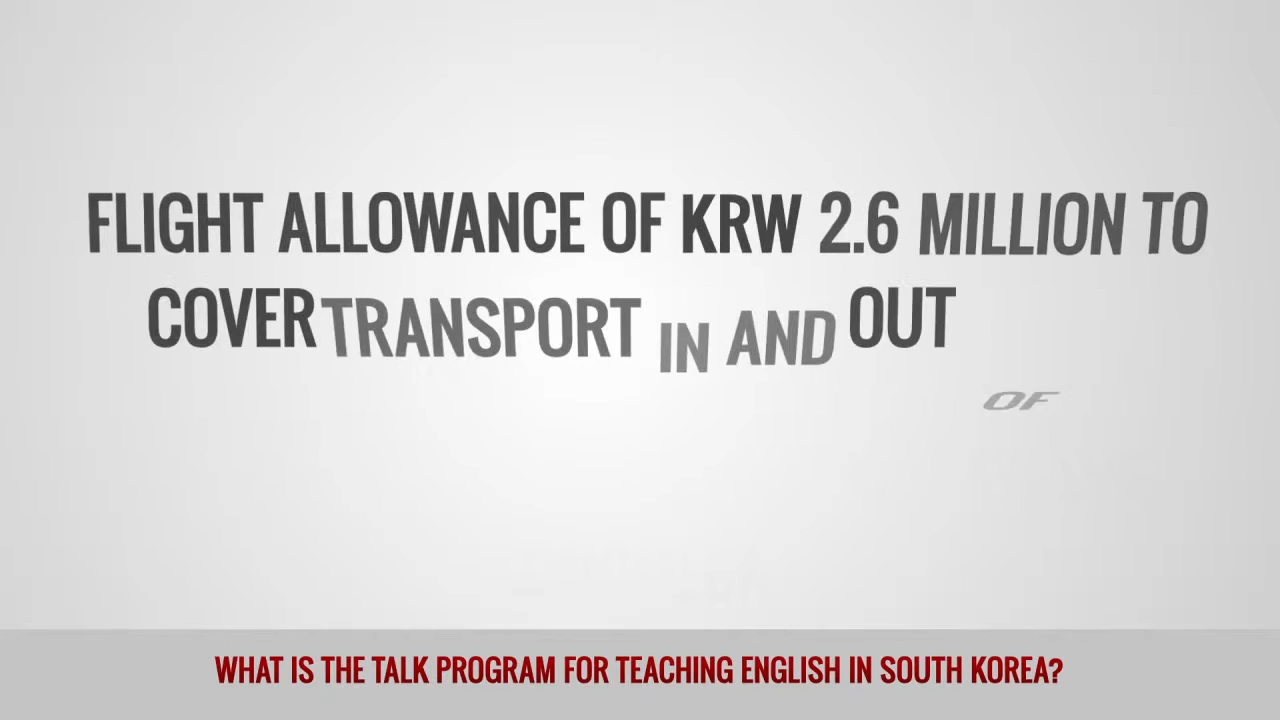 FLIGHT ALLOWANCE OF KRW 2.6 MILLION TO
COVER TRANSPORT IN AND OUT
OF
WHAT IS THE TALK PROGRAM FOR TEACHING ENGLISH IN SOUTH KOREA?